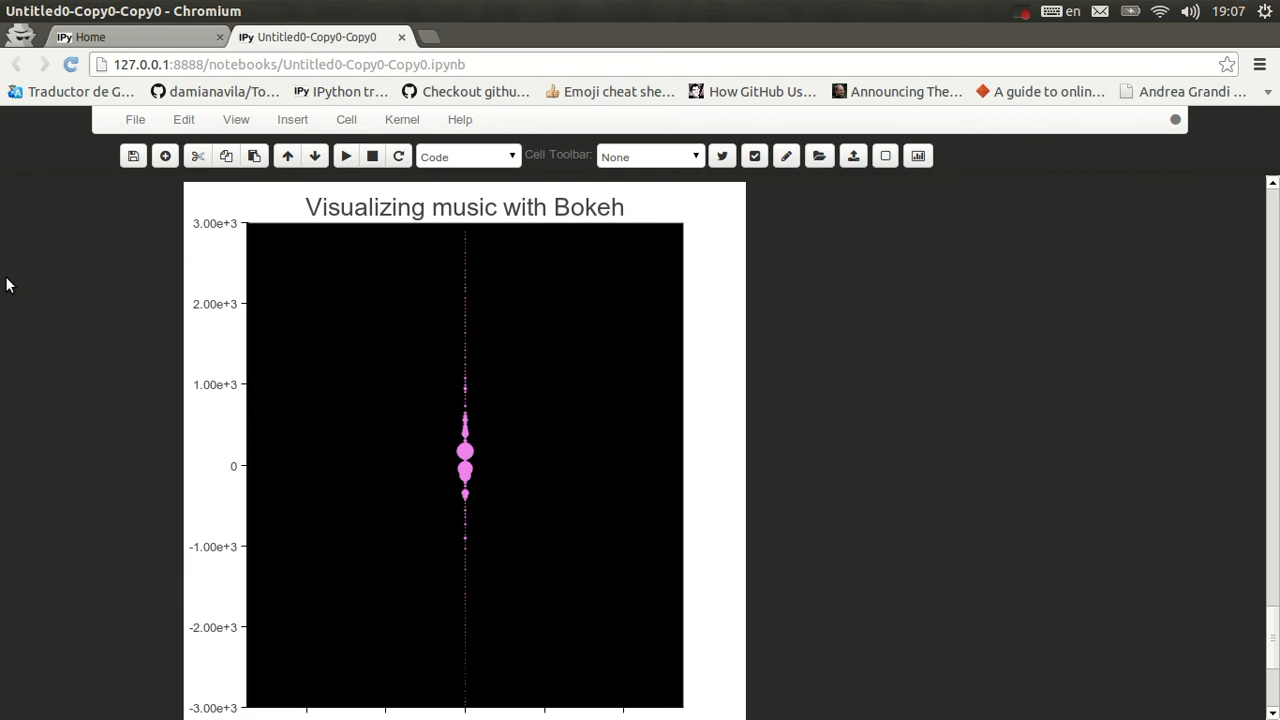 Untitled0-Copy0-Copy0 - Chromium
en
19:07
IPy Home
IPy Untitled0-Copy0-Copy0
127.0.0.1:8888/notebooks/Untitled0-Copy0-Copy0.ipynb
Traductor de G... damianavila/To... IPy IPython tr... Checkout githu... Emoji cheat she... How GitHub Us... Announcing The... A guide to onlin... Andrea Grandi ...
File Edit View Insert Cell Kernel Help
Code Cell Toolbar: None
Visualizing music with Bokeh
3.00e+3
2.00e+3
1.00e+3
0
-1.00e+3
-2.00e+3
-3.00e+3